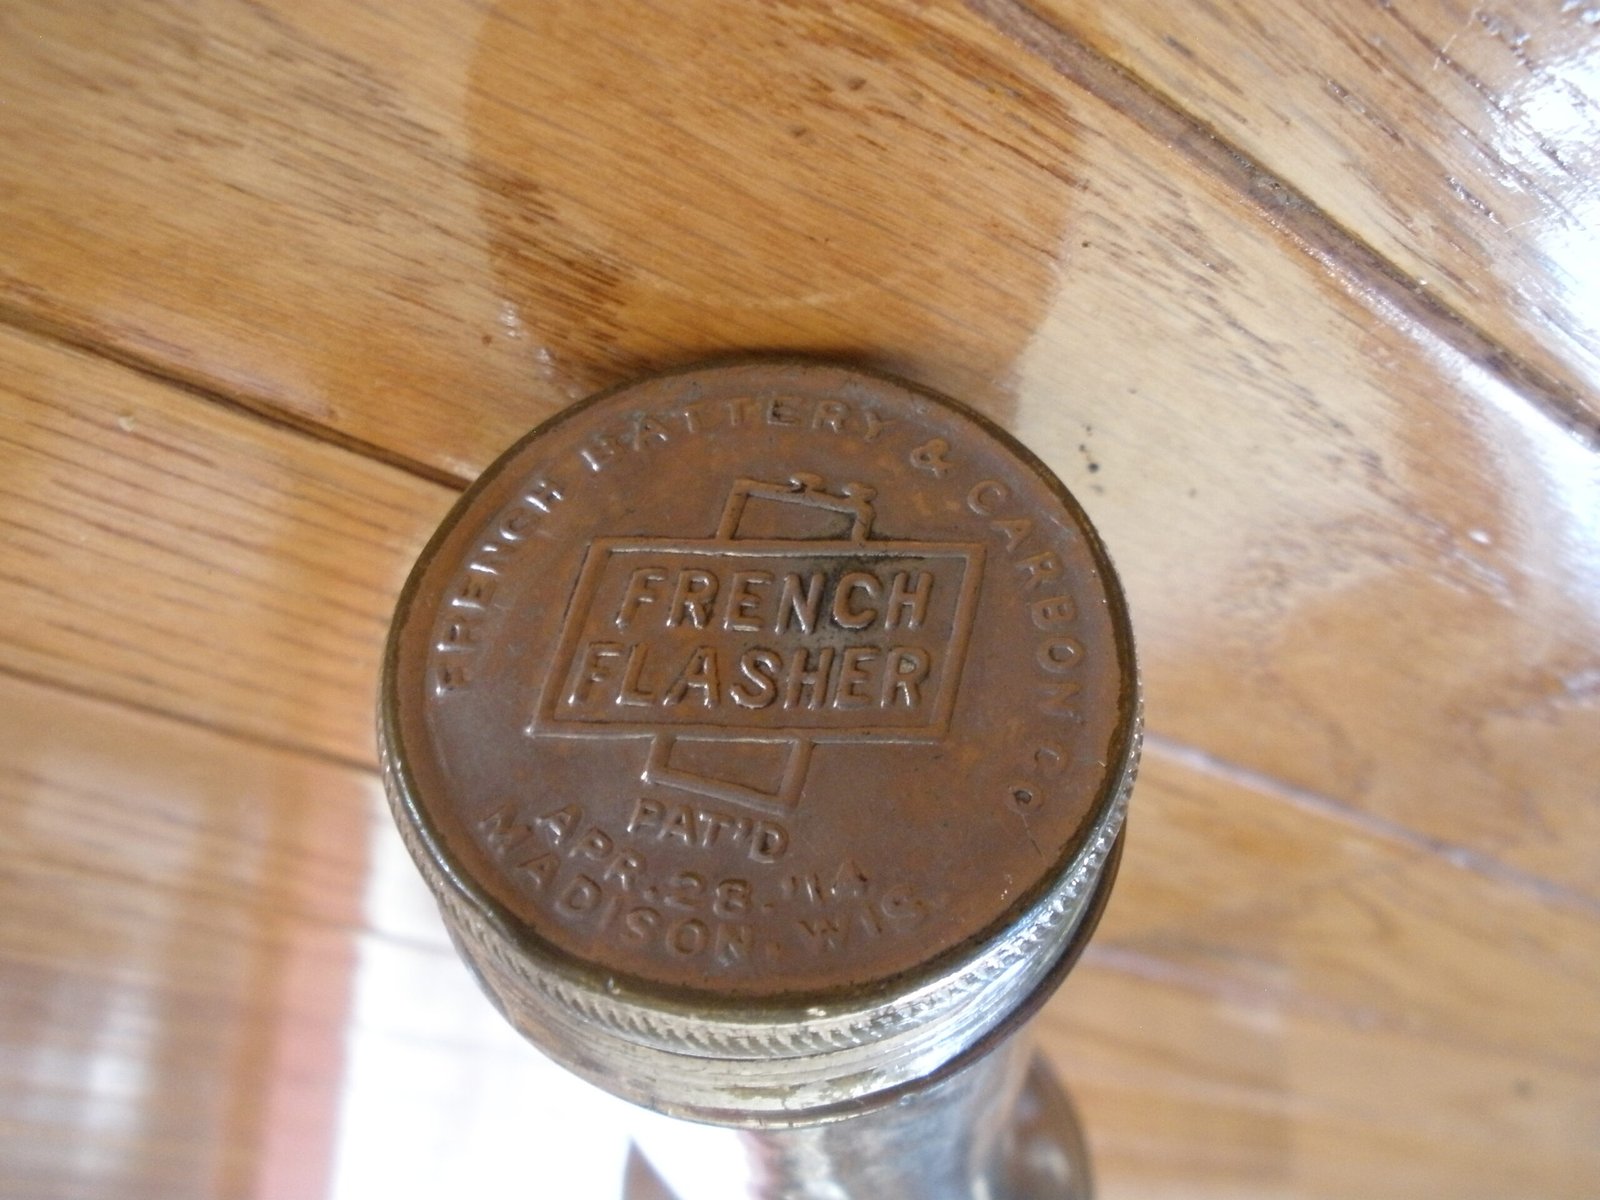 FRENCH BATTERY & CARBON CO
FRENCH
FLASHER
PAT'D
APR. 28. '14
MADISON. WIS.